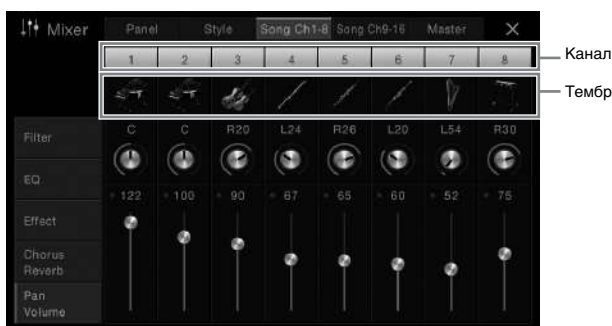 Mixer Panel Style Song Ch1-8 Song Ch9-16 Master ×
1 2 3 4 5 6 7 8 Канал
Тембр
Filter C C R20 L24 R26 L20 L54 R30
EQ
122 100 90 67 65 60 52 75
Effect
Chorus
Reverb
Pan
Volume